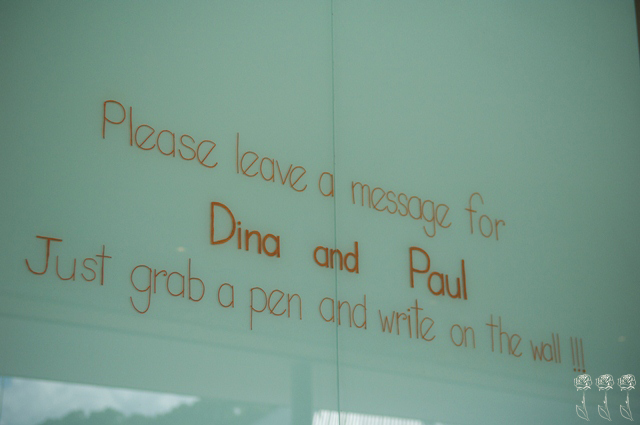 Please leave a message for
Dina and Paul
Just grab a pen and write on the wall !!!